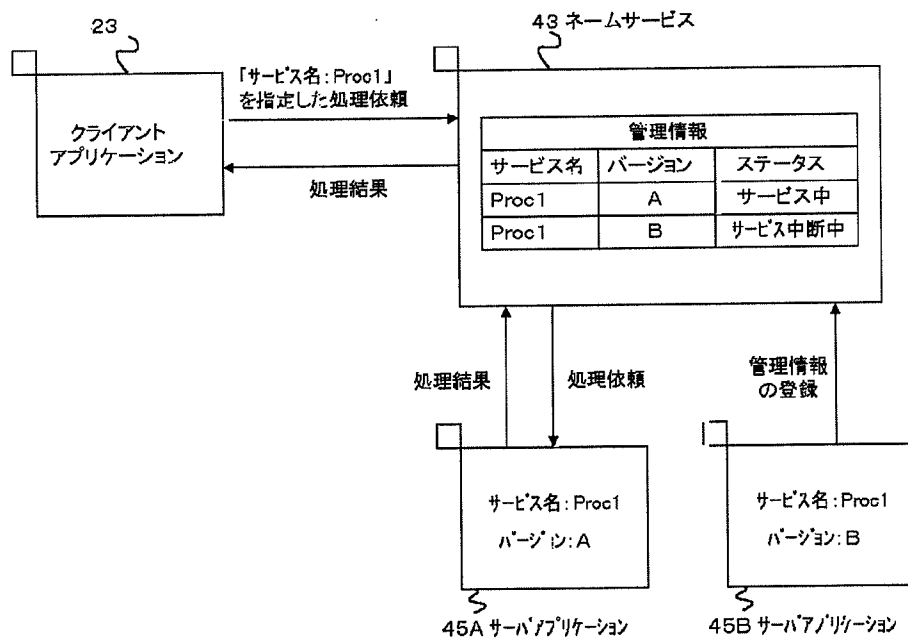 23
43 ネームサービス
「サービス名:Proc1」
を指定した処理依頼
クライアント
アプリケーション
処理結果
管理情報
サービス名 バージョン ステータス
Proc1 A サービス中
Proc1 B サービス中断中
処理結果
処理依頼
管理情報
の登録
サービス名:Proc1
バージョン:A
サービス名:Proc1
バージョン:B
45A サーバアプリケーション
45B サーバアプリケーション